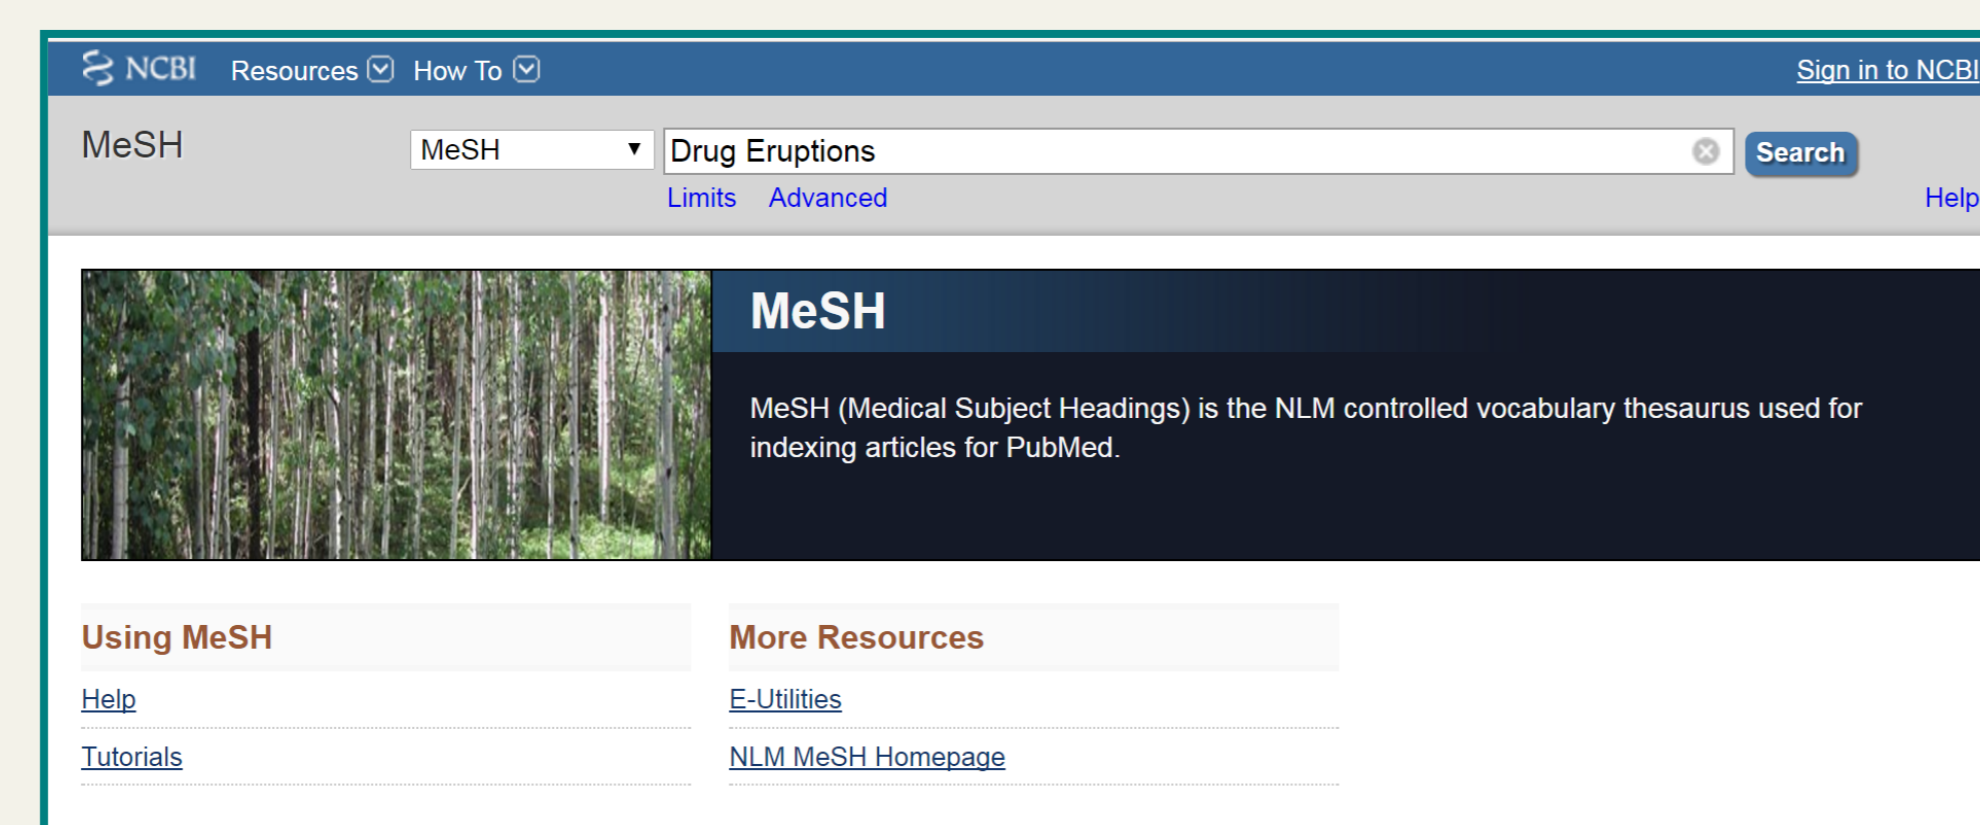 NCBI Resources How To Sign in to NCBI
MeSH MeSH Drug Eruptions Search
Limits Advanced Help
MeSH
MeSH (Medical Subject Headings) is the NLM controlled vocabulary thesaurus used for
indexing articles for PubMed.
Using MeSH More Resources
Help E-Utilities
Tutorials NLM MeSH Homepage